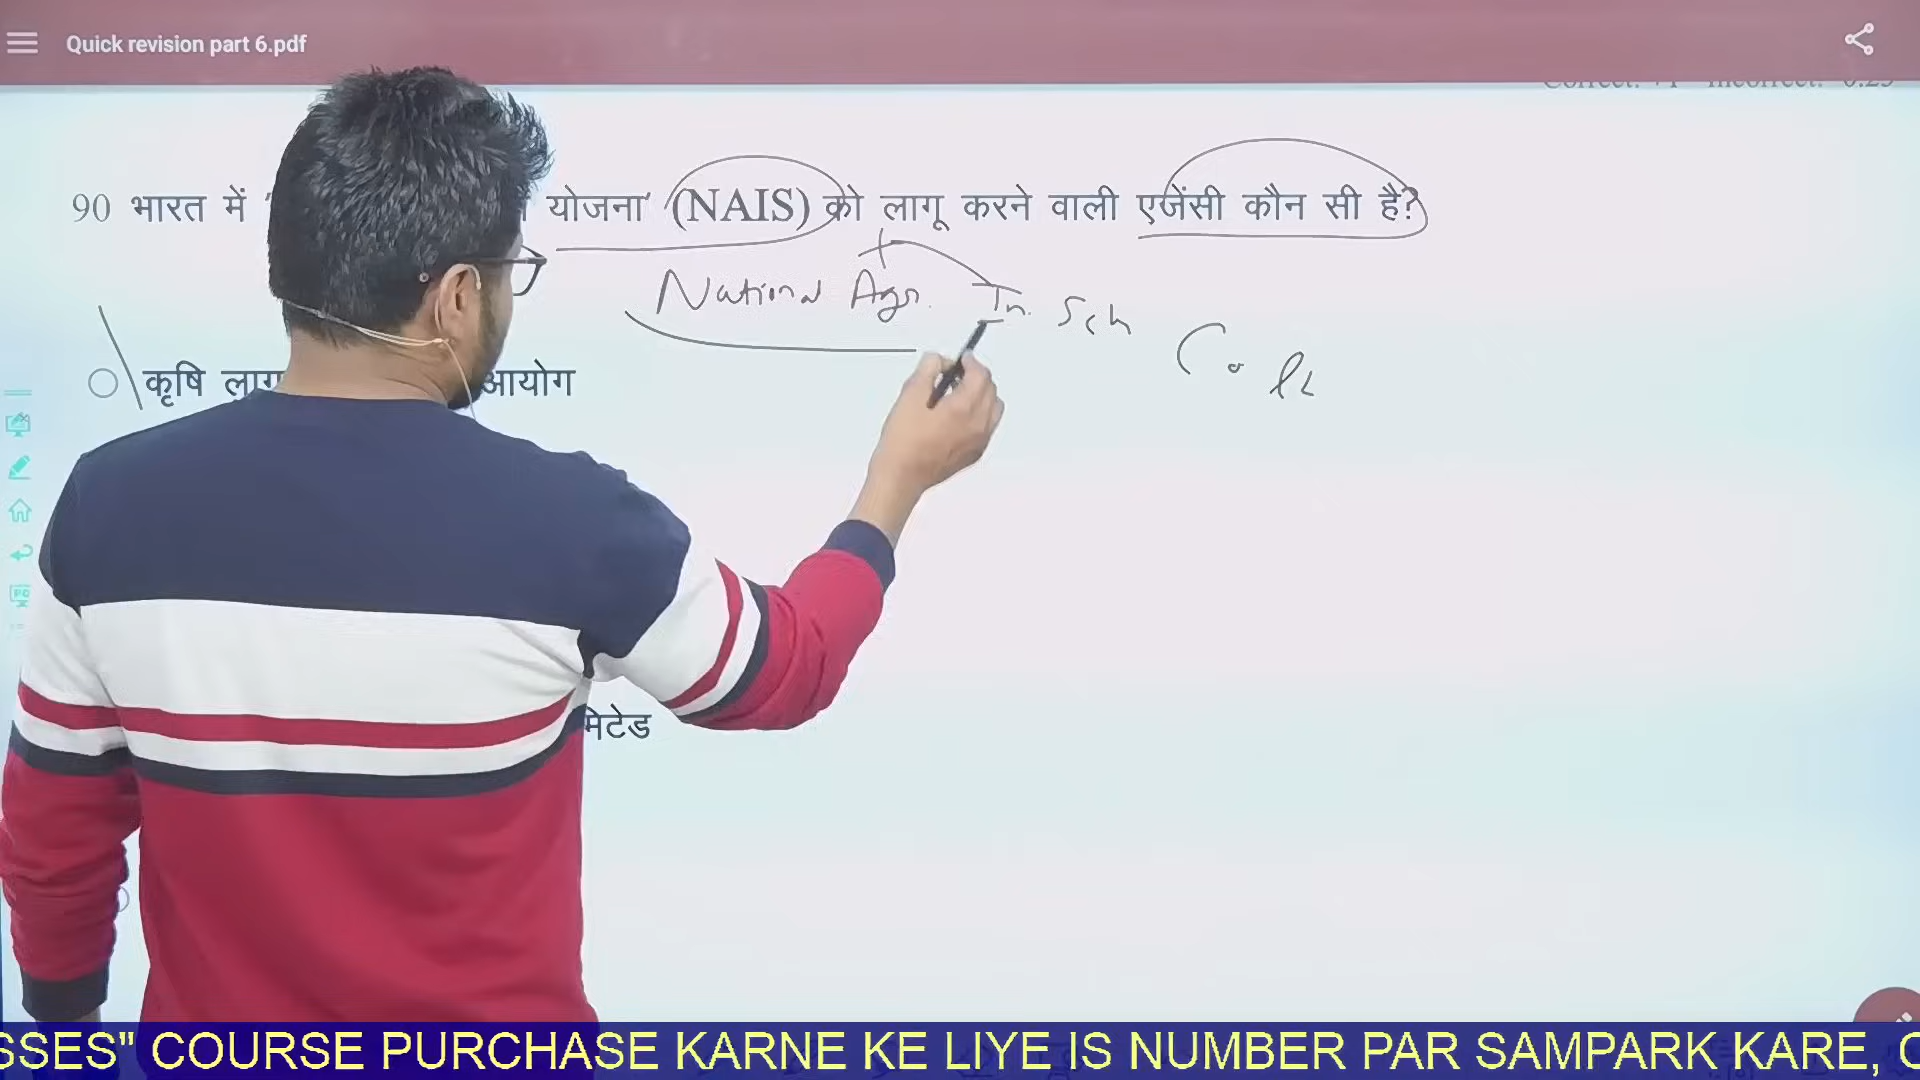 Quick revision part 6.pdf
90 भारत में योजना' (NAIS) को लागू करने वाली एजेंसी कौन सी है?
National Agr. In. Sch
कृषि आयोग
SSES" COURSE PURCHASE KARNE KE LIYE IS NUMBER PAR SAMPARK KARE, C